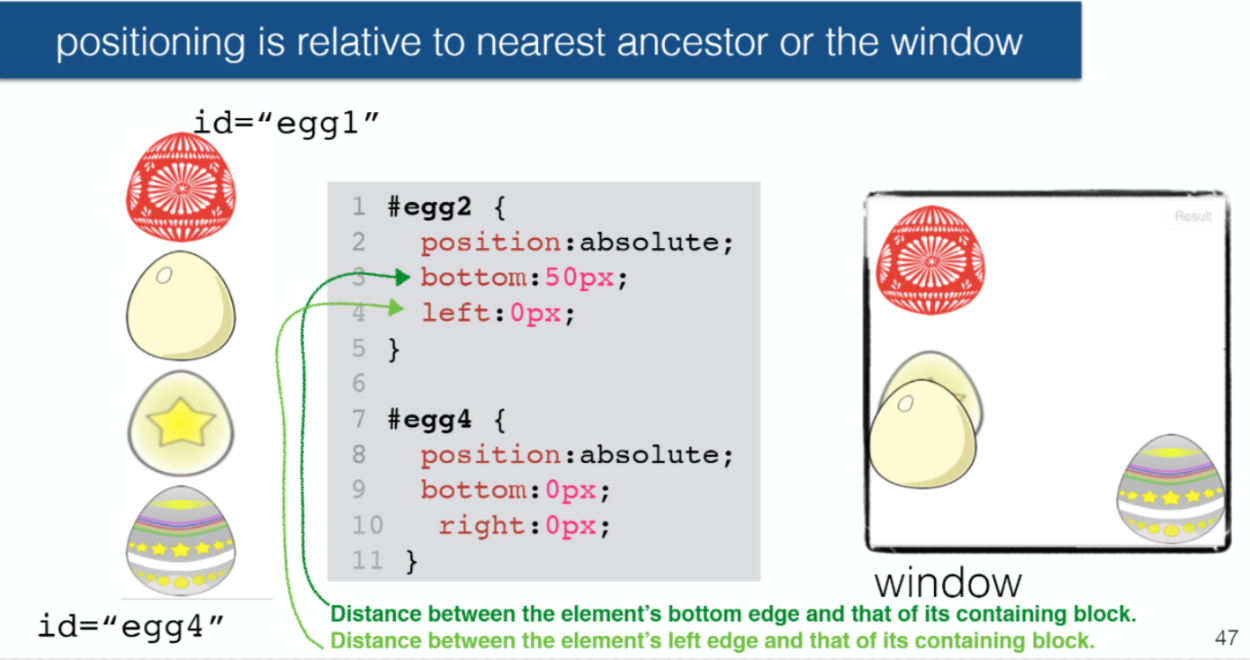 positioning is relative to nearest ancestor or the window
id=“egg1”
1 #egg2 {
2 position:absolute;
3 bottom:50px;
4 left:0px;
5 }
6
7 #egg4 {
8 position:absolute;
9 bottom:0px;
10 right:0px;
11 }
Result
window
Distance between the element’s bottom edge and that of its containing block.
Distance between the element’s left edge and that of its containing block.
id=“egg4”
47